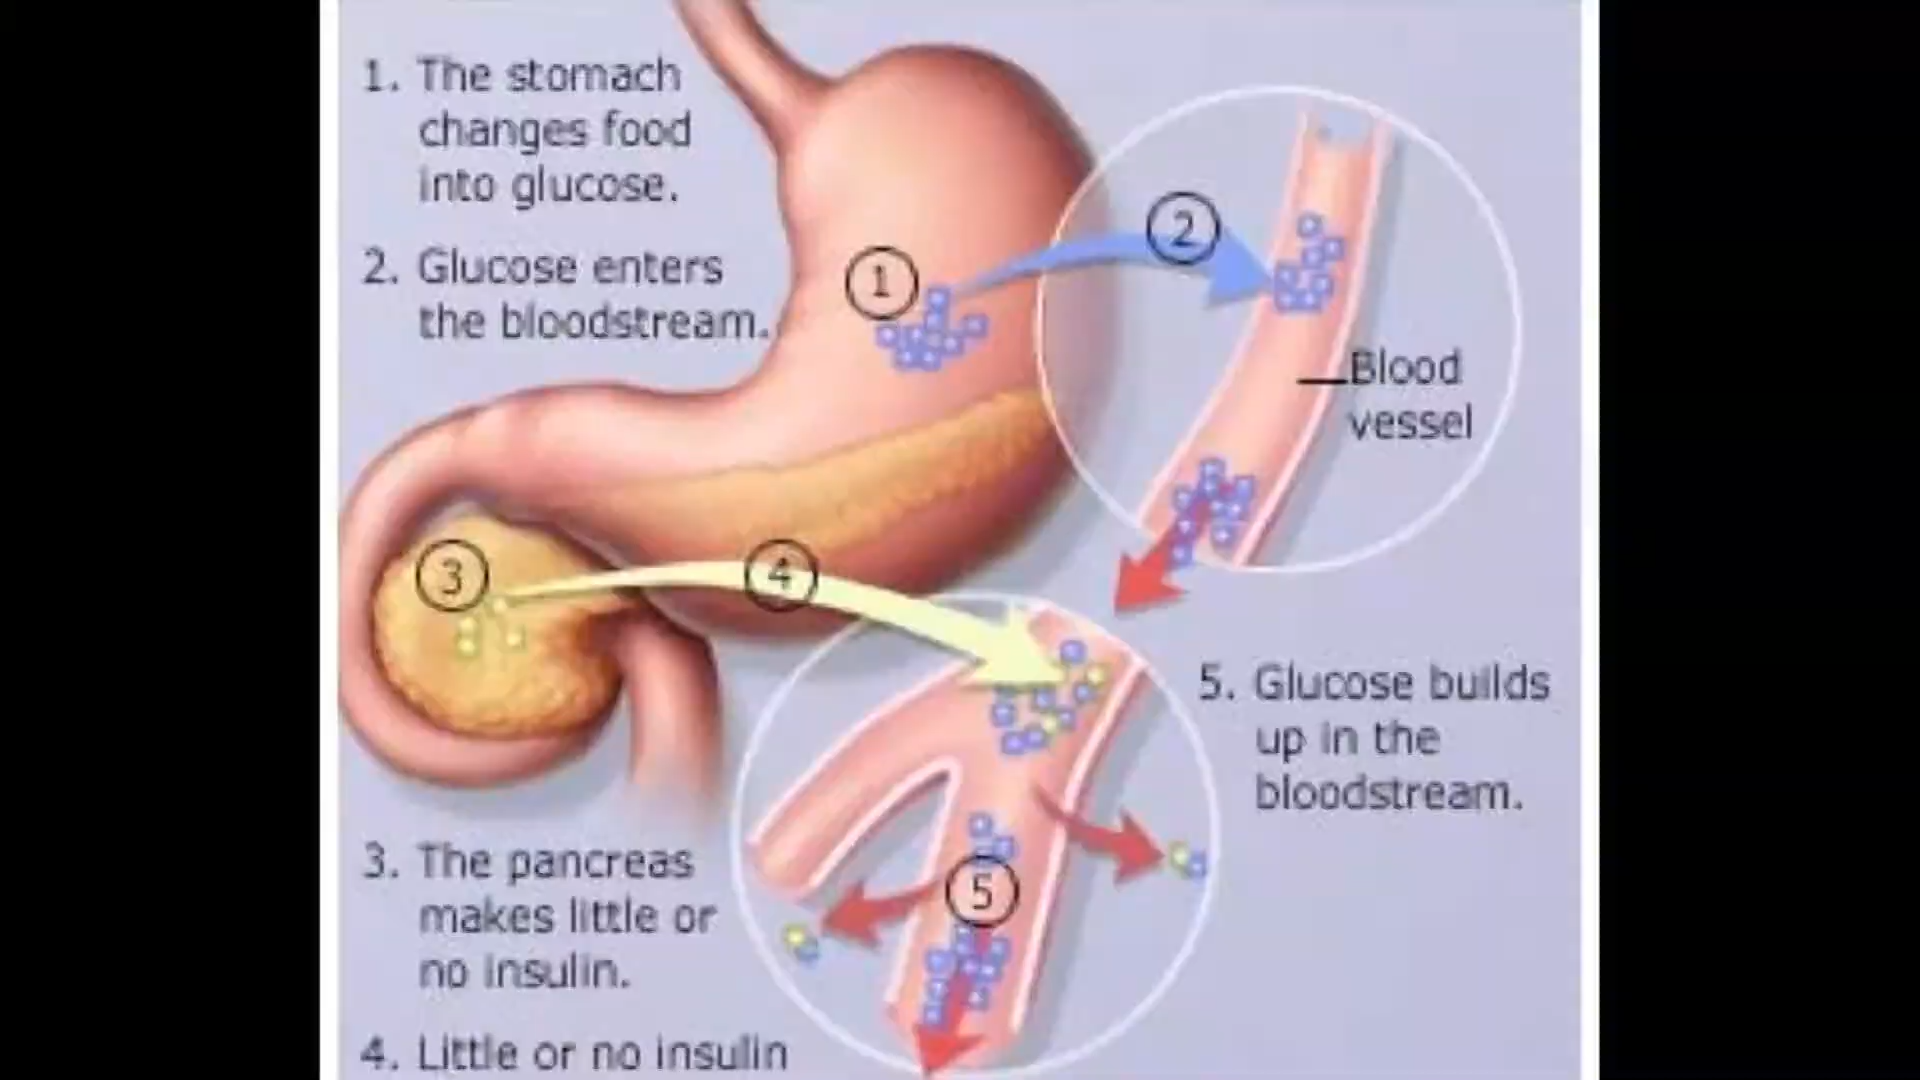 1. The stomach
changes food
into glucose.
2. Glucose enters
the bloodstream.
1
2
Blood
vessel
3
4
5. Glucose builds
up in the
bloodstream.
3. The pancreas
makes little or
no insulin.
5
4. Little or no insulin